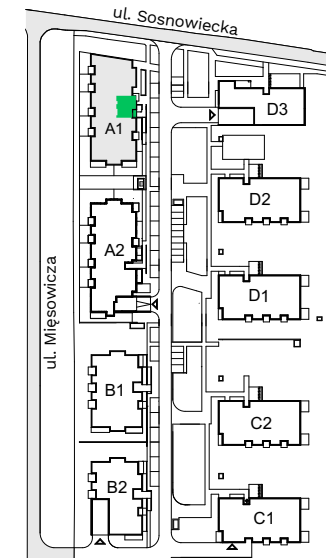 ul. Sosnowiecka
D3
A1
D2
A2
ul. Mięsowicza
D1
B1
C2
B2
C1